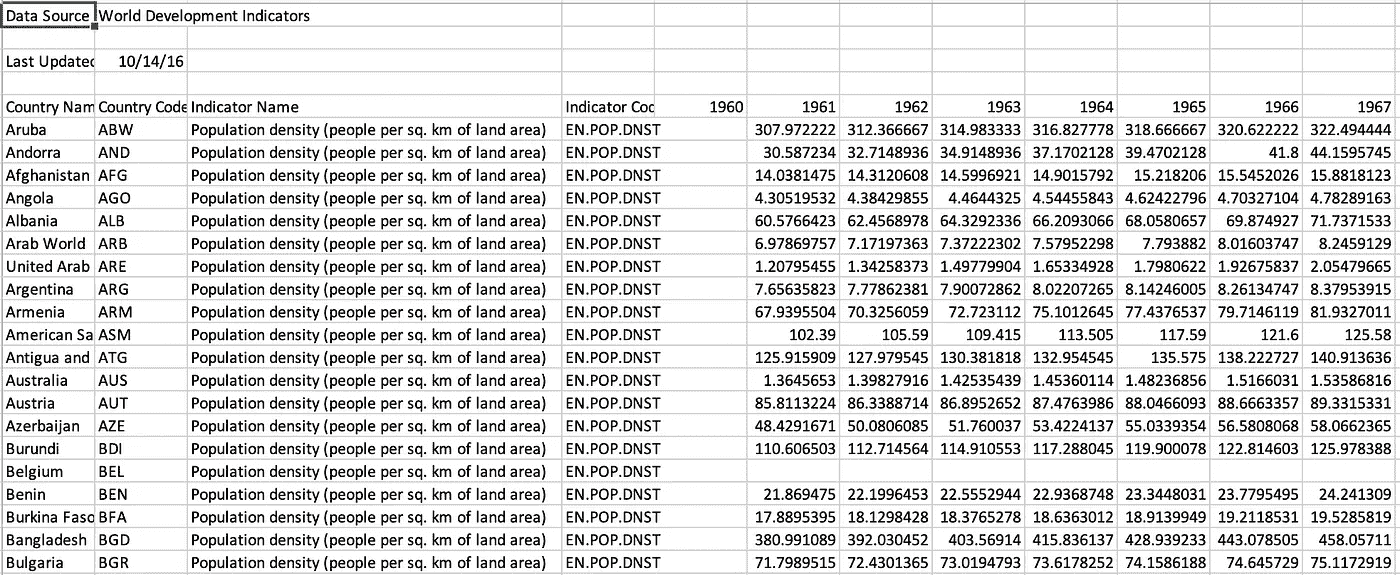 Data Source World Development Indicators
Last Updated 10/14/16
Country Nam Country Code Indicator Name Indicator Coc 1960 1961 1962 1963 1964 1965 1966 1967
Aruba ABW Population density (people per sq. km of land area) EN.POP.DNST 307.972222 312.366667 314.983333 316.827778 318.666667 320.622222 322.494444
Andorra AND Population density (people per sq. km of land area) EN.POP.DNST 30.587234 32.7148936 34.9148936 37.1702128 39.4702128 41.8 44.1595745
Afghanistan AFG Population density (people per sq. km of land area) EN.POP.DNST 14.0381475 14.3120608 14.5996921 14.9015792 15.218206 15.5452026 15.8818123
Angola AGO Population density (people per sq. km of land area) EN.POP.DNST 4.30519532 4.38429855 4.4644325 4.54455843 4.62422796 4.70327104 4.78289163
Albania ALB Population density (people per sq. km of land area) EN.POP.DNST 60.5766423 62.4568978 64.3292336 66.2093066 68.0580657 69.874927 71.7371533
Arab World ARB Population density (people per sq. km of land area) EN.POP.DNST 6.97869757 7.17197363 7.37222302 7.57952298 7.793882 8.01603747 8.2459129
United Arab ARE Population density (people per sq. km of land area) EN.POP.DNST 1.20795455 1.34258373 1.49779904 1.65334928 1.7980622 1.92675837 2.05479665
Argentina ARG Population density (people per sq. km of land area) EN.POP.DNST 7.65635823 7.77862381 7.90072862 8.02207265 8.14246005 8.26134747 8.37953915
Armenia ARM Population density (people per sq. km of land area) EN.POP.DNST 67.9395504 70.3256059 72.723112 75.1012645 77.4376537 79.7146119 81.9327011
American Sa ASM Population density (people per sq. km of land area) EN.POP.DNST 102.39 105.59 109.415 113.505 117.59 121.6 125.58
Antigua and ATG Population density (people per sq. km of land area) EN.POP.DNST 125.915909 127.979545 130.381818 132.954545 135.575 138.222727 140.913636
Australia AUS Population density (people per sq. km of land area) EN.POP.DNST 1.3645653 1.39827916 1.42535439 1.45360114 1.48236856 1.5166031 1.53586816
Austria AUT Population density (people per sq. km of land area) EN.POP.DNST 85.8113224 86.3388714 86.8952652 87.4763986 88.0466093 88.6663357 89.3315331
Azerbaijan AZE Population density (people per sq. km of land area) EN.POP.DNST 48.4291671 50.0806085 51.760037 53.4224137 55.0339354 56.5808068 58.0662365
Burundi BDI Population density (people per sq. km of land area) EN.POP.DNST 110.606503 112.714564 114.910553 117.288045 119.900078 122.814603 125.978388
Belgium BEL Population density (people per sq. km of land area) EN.POP.DNST
Benin BEN Population density (people per sq. km of land area) EN.POP.DNST 21.869475 22.1996453 22.5552944 22.9368748 23.3448031 23.7795495 24.241309
Burkina Faso BFA Population density (people per sq. km of land area) EN.POP.DNST 17.8895395 18.1298428 18.3765278 18.6363012 18.9139949 19.2118531 19.5285819
Bangladesh BGD Population density (people per sq. km of land area) EN.POP.DNST 380.991089 392.030452 403.56914 415.836137 428.939233 443.078505 458.05711
Bulgaria BGR Population density (people per sq. km of land area) EN.POP.DNST 71.7989515 72.4301365 73.0194793 73.6178252 74.1586188 74.645729 75.1172919